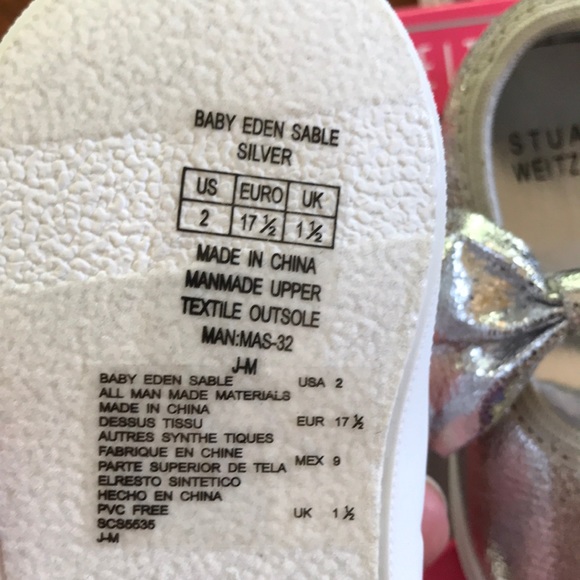 BABY EDEN SABLE
SILVER
US EURO UK
2 17 ½ 1 ½
MADE IN CHINA
MANMADE UPPER
TEXTILE OUTSOLE
MAN:MAS-32
J-M
BABY EDEN SABLE USA 2
ALL MAN MADE MATERIALS
MADE IN CHINA
DESSUS TISSU EUR 17 ½
AUTRES SYNTHE TIQUES
FABRIQUE EN CHINE
PARTE SUPERIOR DE TELA MEX 9
ELRESTO SINTETICO
HECHO EN CHINA
PVC FREE UK 1 ½
SCS5535
J-M
STUA
WEITZ